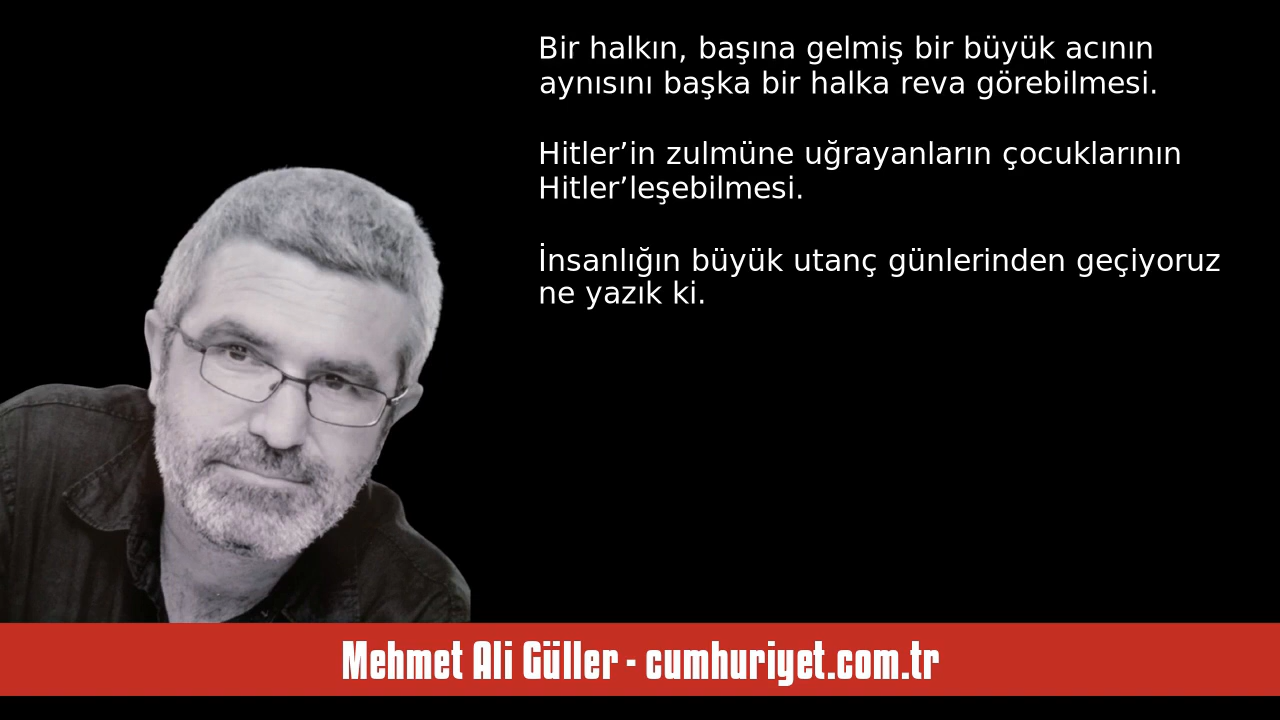 Bir halkın, başına gelmiş bir büyük acının
aynısını başka bir halka reva görebilmesi.
Hitler’in zulmüne uğrayanların çocuklarının
Hitler’leşebilmesi.
İnsanlığın büyük utanç günlerinden geçiyoruz
ne yazık ki.
Mehmet Ali Güller - cumhuriyet.com.tr